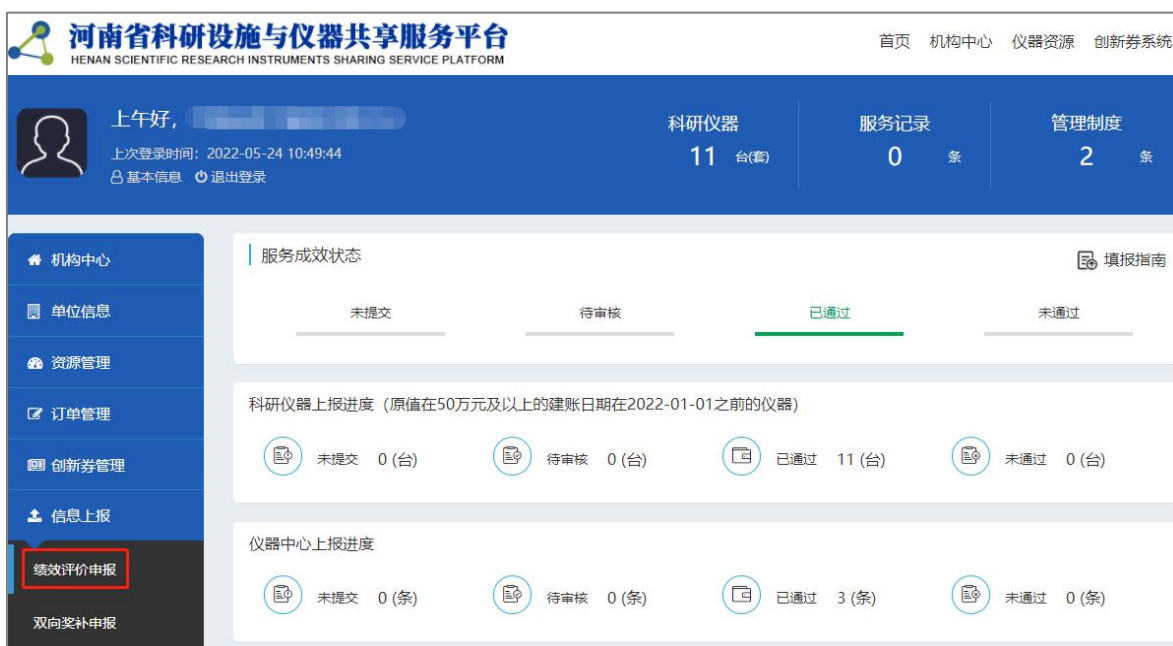 河南省科研设施与仪器共享服务平台
HENAN SCIENTIFIC RESEARCH INSTRUMENTS SHARING SERVICE PLATFORM
首页 机构中心 仪器资源 创新券系统
上午好，
上次登录时间：2022-05-24 10:49:44
基本信息 退出登录
科研仪器 服务记录 管理制度
11 台(套) 0 条 2 条
机构中心
单位信息
资源管理
订单管理
创新券管理
信息上报
绩效评价申报
双向奖补申报
服务成效状态 填报指南
未提交 待审核 已通过 未通过
科研仪器上报进度（原值在50万元及以上的建账日期在2022-01-01之前的仪器）
未提交 0 (台) 待审核 0 (台) 已通过 11 (台) 未通过 0 (台)
仪器中心上报进度
未提交 0 (条) 待审核 0 (条) 已通过 3 (条) 未通过 0 (条)